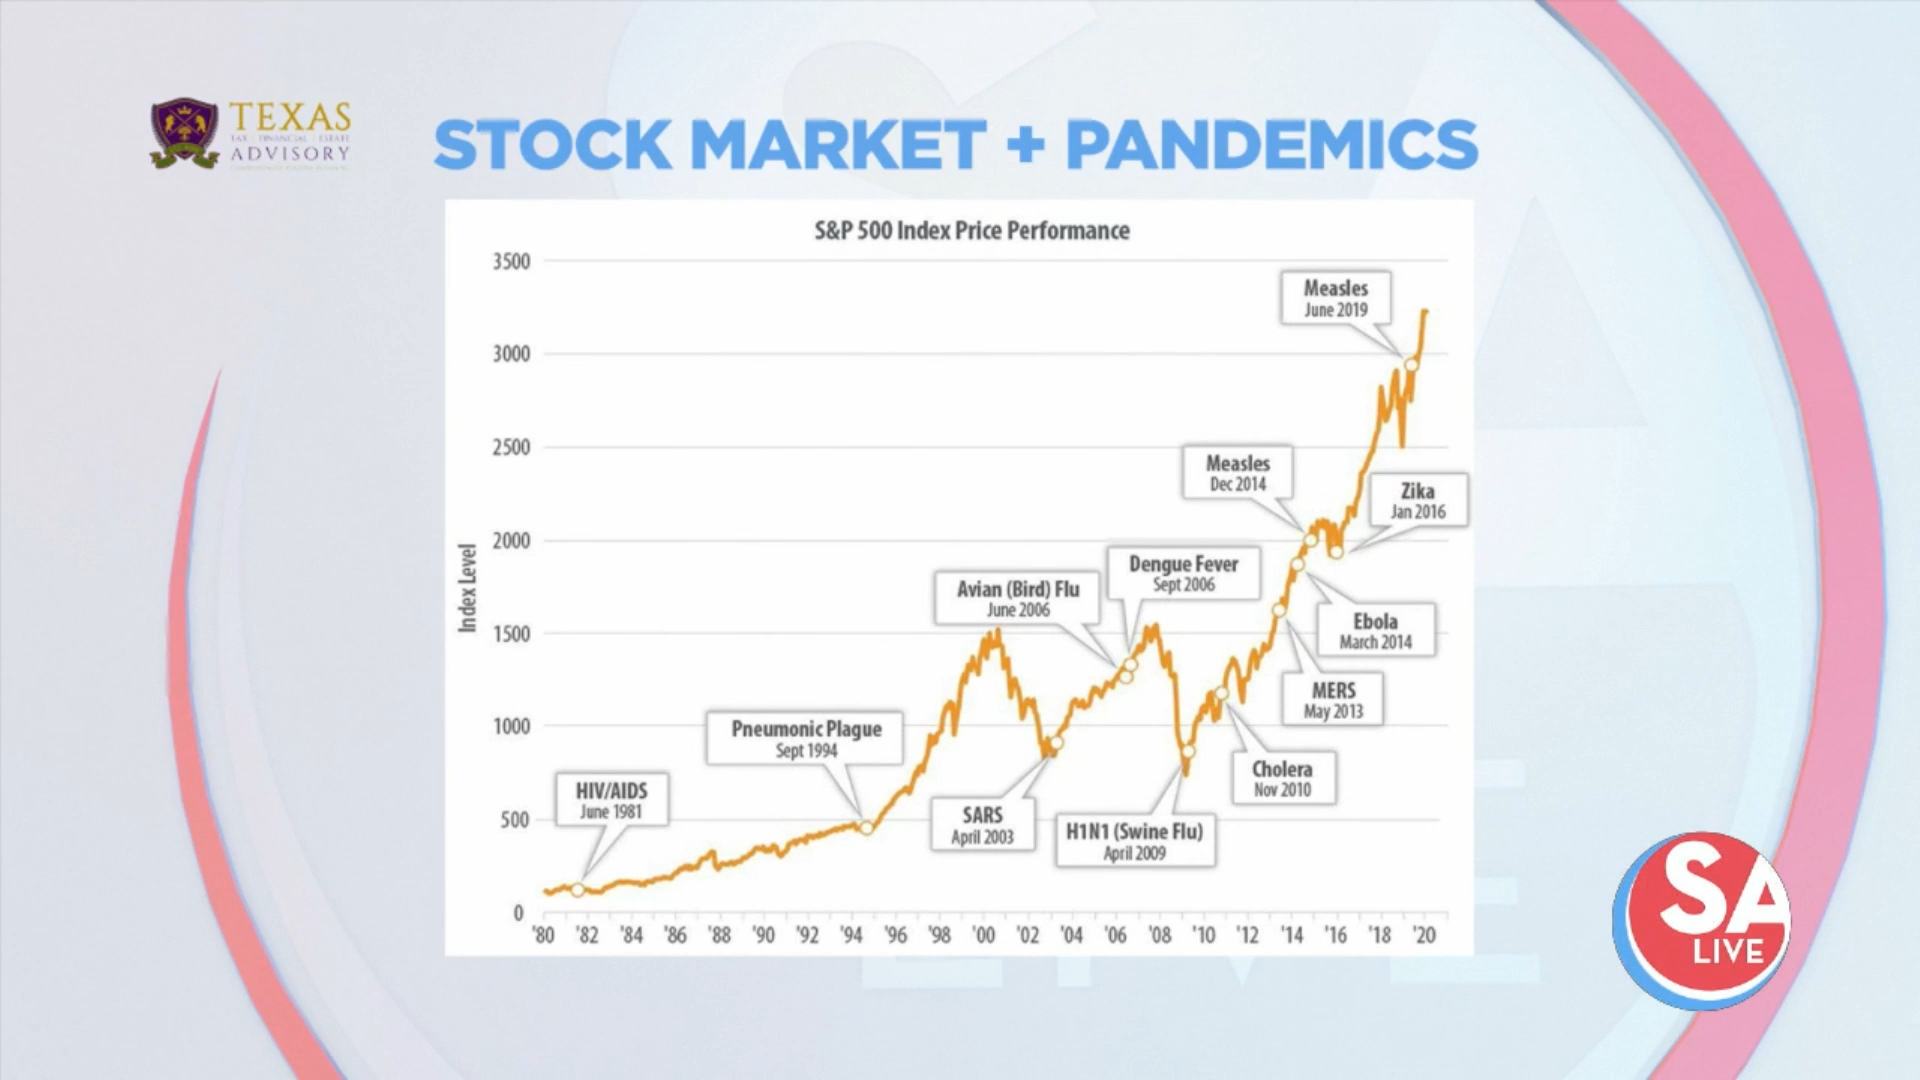 TEXAS
TAX FINANCIAL ESTATE
ADVISORY
STOCK MARKET + PANDEMICS
S&P 500 Index Price Performance
Index Level
3500
3000
2500
2000
1500
1000
500
0
Measles
June 2019
Measles
Dec 2014
Zika
Jan 2016
Dengue Fever
Sept 2006
Avian (Bird) Flu
June 2006
Ebola
March 2014
MERS
May 2013
Pneumonic Plague
Sept 1994
Cholera
Nov 2010
HIV/AIDS
June 1981
SARS
April 2003
H1N1 (Swine Flu)
April 2009
'80 '82 '84 '86 '88 '90 '92 '94 '96 '98 '00 '02 '04 '06 '08 '10 '12 '14 '16 '18 '20
SA
LIVE